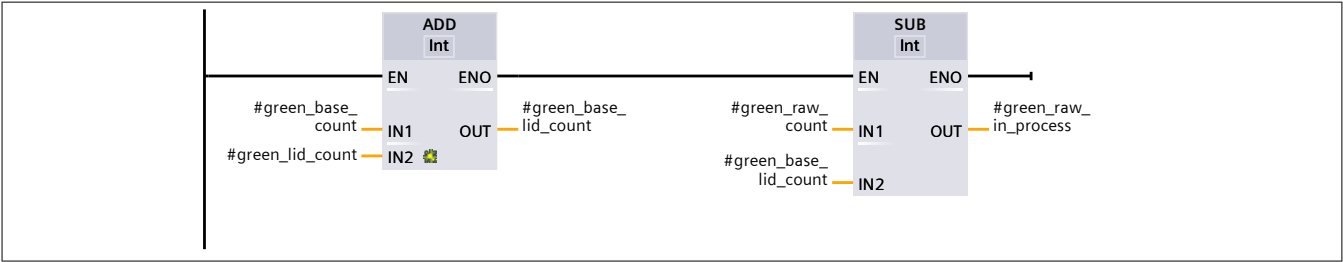 ADD
Int
EN ENO
#green_base_
count
IN1
OUT
#green_base_
lid_count
#green_lid_count
IN2
SUB
Int
EN ENO
#green_raw_
count
IN1
OUT
#green_raw_
in_process
#green_base_
lid_count
IN2